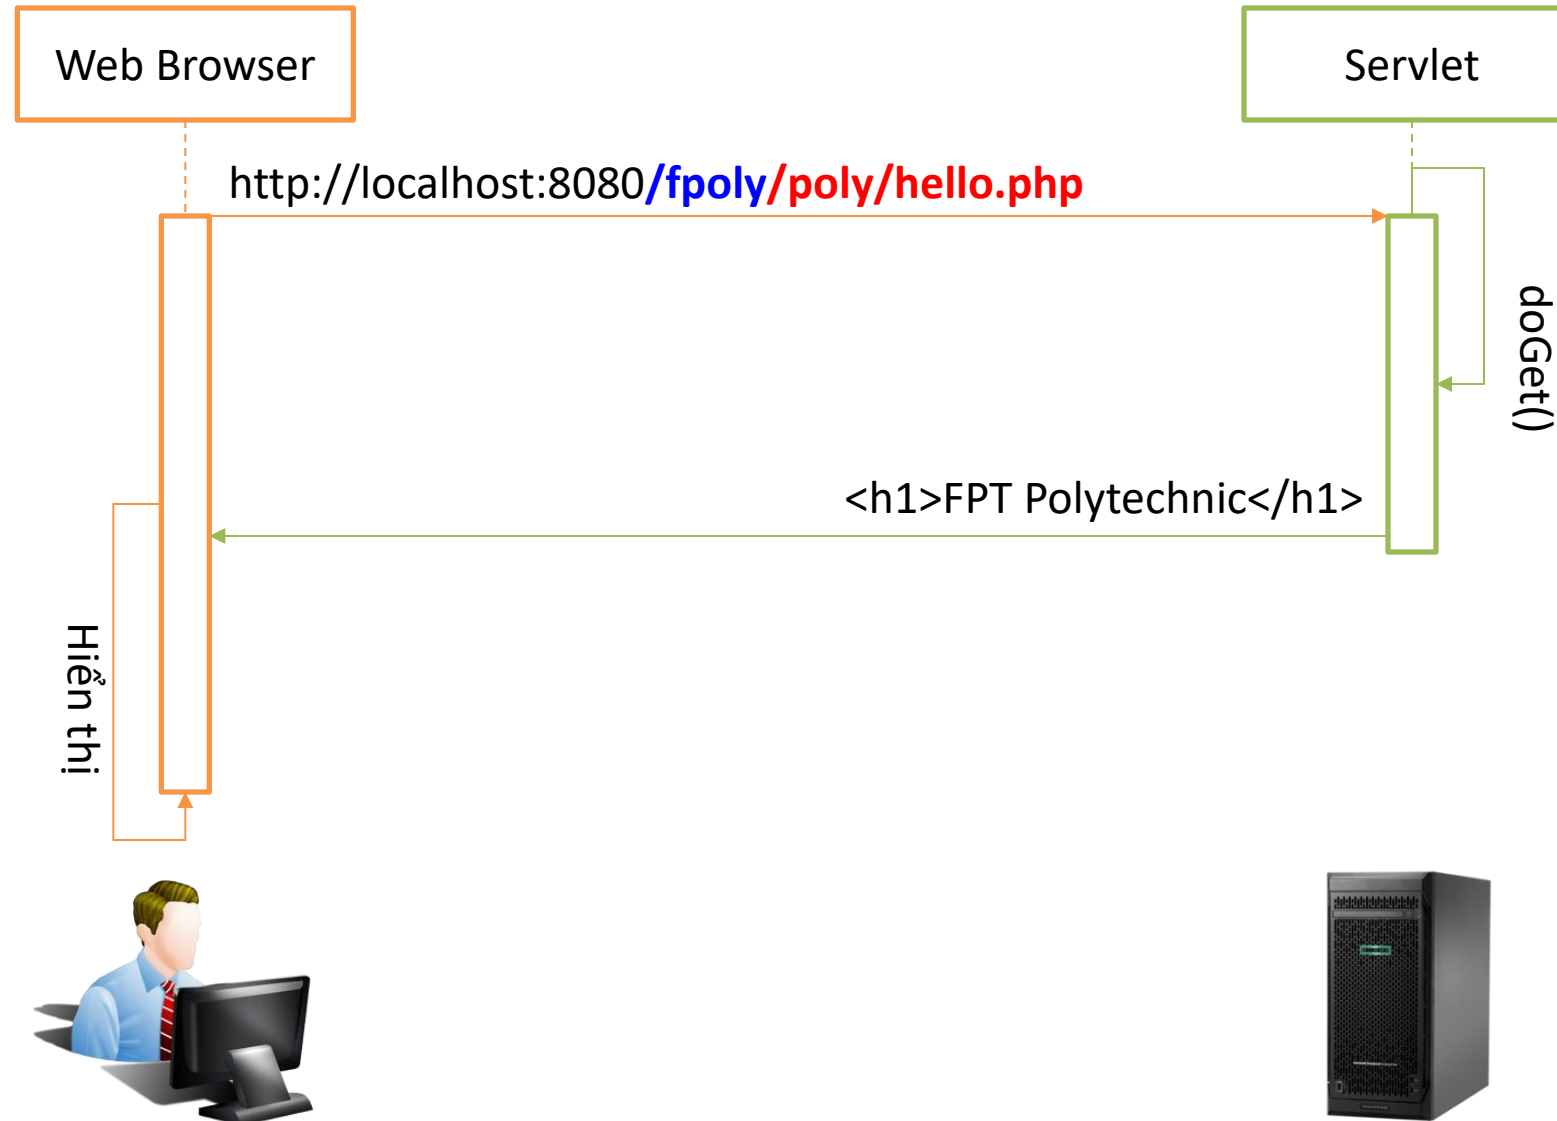 Web Browser
Servlet
http://localhost:8080/fpoly/poly/hello.php
doGet()
<h1>FPT Polytechnic</h1>
Hiển thị